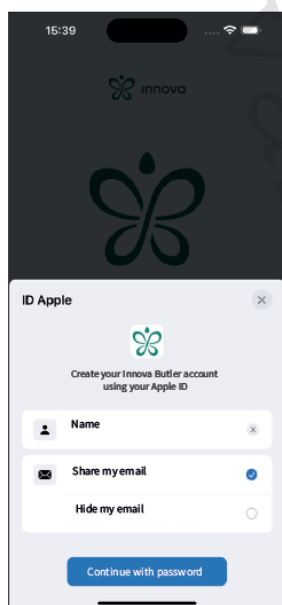 15:39
innova
ID Apple
Create your Innova Butler account
using your Apple ID
Name
Share my email
Hide my email
Continue with password